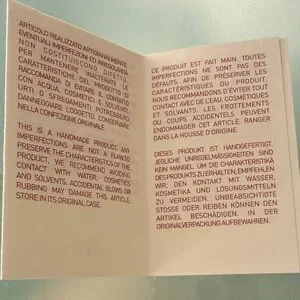 ARTICOLO REALIZZATO ARTIGIANALMENTE
EVENTUALI IMPERFEZIONI ED IRREGOLARITÀ
NON COSTITUISCONO DIFETTO.
PER MANTENERE INALTERATE LE
CARATTERISTICHE DEL PRODOTTO SI
RACCOMANDA DI EVITARE IL CONTATTO
CON ACQUA, COSMETICI E SOLVENTI.
URTI O SFREGAMENTI POTREBBERO
DANNEGGIARE L'OGGETTO. CONSERVARE
NELLA CONFEZIONE ORIGINALE.
THIS IS A HANDMADE PRODUCT, ANY
IMPERFECTIONS ARE NOT A FLAW. TO
PRESERVE THE CHARACTERISTICS OF THE
PRODUCT, WE RECOMMEND AVOIDING
CONTACT WITH WATER, COSMETICS
AND SOLVENTS. ACCIDENTAL BLOWS OR
RUBBING MAY DAMAGE THIS ARTICLE.
STORE IN ITS ORIGINAL CASE.
CE PRODUIT EST FAIT MAIN. TOUTES
IMPERFECTIONS NE SONT PAS DES
DÉFAUTS. AFIN DE PRÉSERVER LES
CARACTÉRISTIQUES DU PRODUIT,
NOUS RECOMMANDONS D'ÉVITER TOUT
CONTACT AVEC DE L'EAU, COSMÉTIQUES
ET SOLVANTS. LES FROTTEMENTS
OU COUPS ACCIDENTELS PEUVENT
ENDOMMAGER CET ARTICLE. RANGER
DANS LA HOUSSE D'ORIGINE.
DIESES PRODUKT IST HANDGEFERTIGT.
JEGLICHE UNREGELMÄSSIGKEITEN SIND
KEIN MANGEL. UM DIE CHARAKTERISTIKA
DES PRODUKTS ZU ERHALTEN, EMPFEHLEN
WIR, DEN KONTAKT MIT WASSER,
KOSMETIKA UND LÖSUNGSMITTELN
ZU VERMEIDEN. UNBEABSICHTIGTE
STÖSSE ODER REIBEN KÖNNEN DEN
ARTIKEL BESCHÄDIGEN. IN DER
ORIGINALVERPACKUNG AUFBEWAHREN.